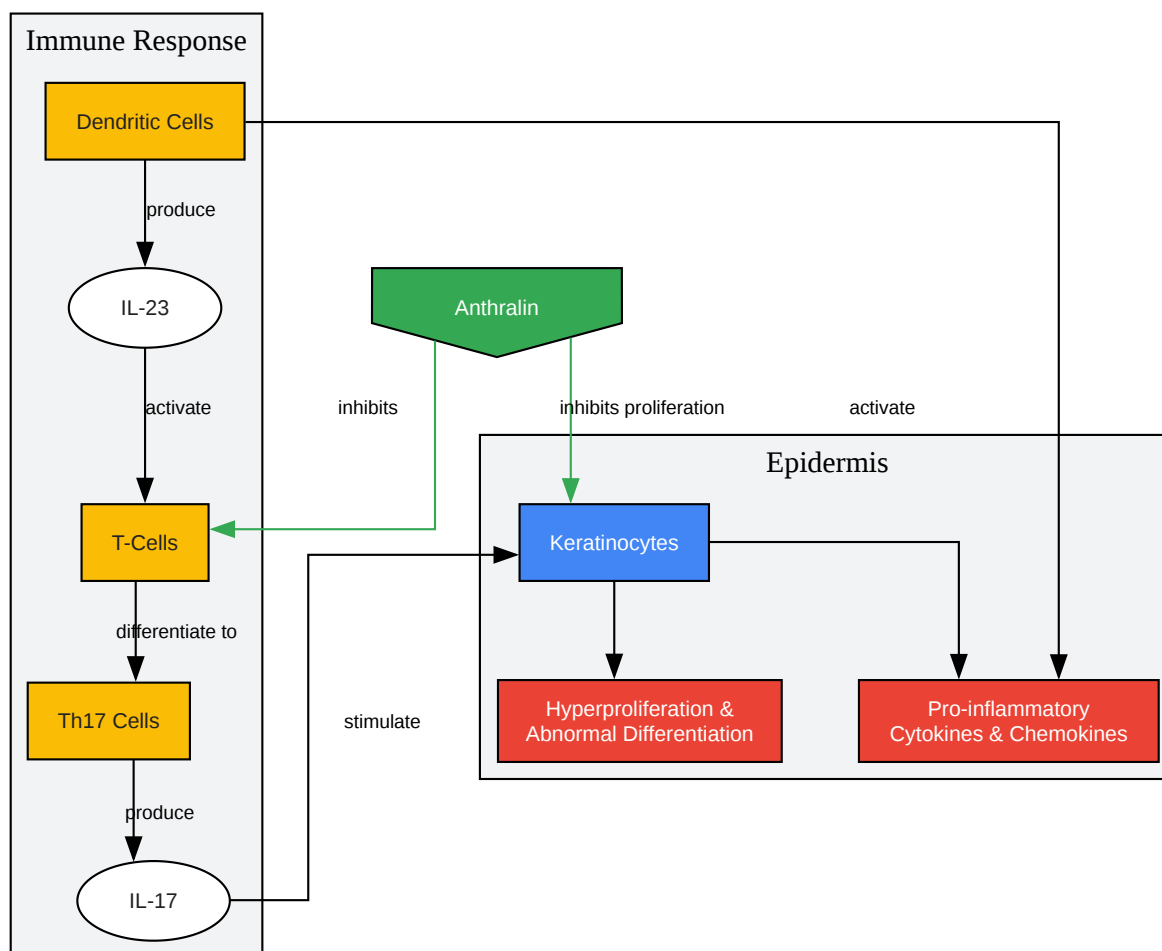 Immune Response
Dendritic Cells
produce
IL-23
Anthralin
activate
inhibits
inhibits proliferation
activate
Epidermis
T-Cells
Keratinocytes
differentiate to
Th17 Cells
Hyperproliferation &
Abnormal Differentiation
Pro-inflammatory
Cytokines & Chemokines
stimulate
produce
IL-17